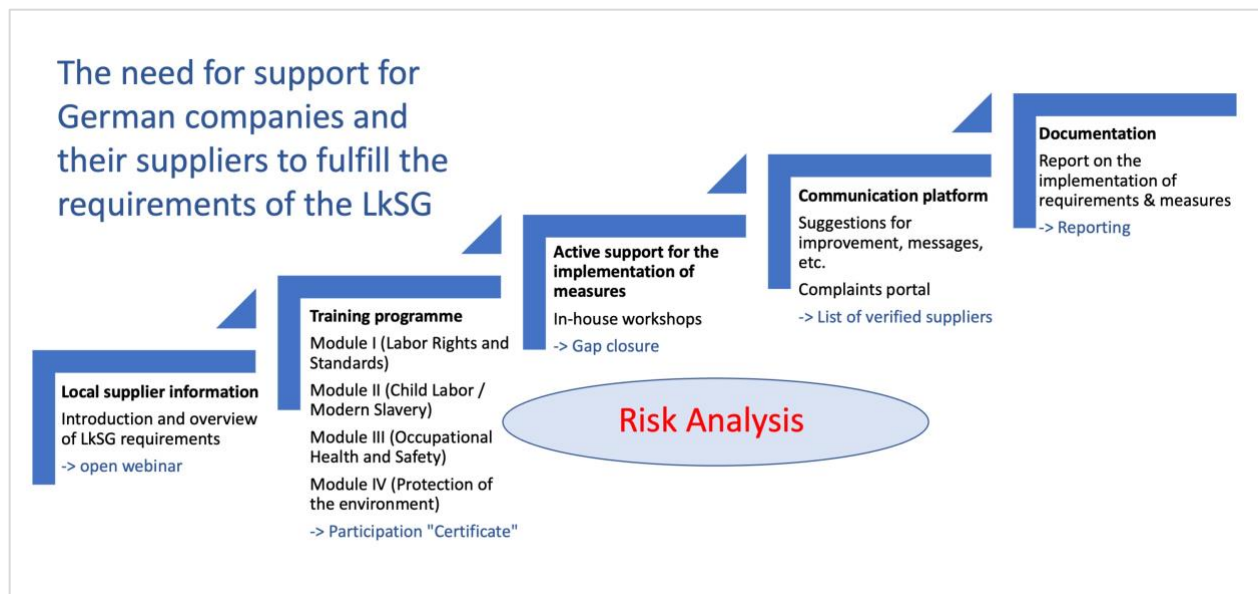 The need for support for
German companies and
their suppliers to fulfill the
requirements of the LkSG
Local supplier information
Introduction and overview
of LkSG requirements
-> open webinar
Training programme
Module I (Labor Rights and
Standards)
Module II (Child Labor /
Modern Slavery)
Module III (Occupational
Health and Safety)
Module IV (Protection of
the environment)
-> Participation "Certificate"
Active support for the
implementation of
measures
In-house workshops
-> Gap closure
Communication platform
Suggestions for
improvement, messages,
etc.
Complaints portal
-> List of verified suppliers
Documentation
Report on the
implementation of
requirements & measures
-> Reporting
Risk Analysis